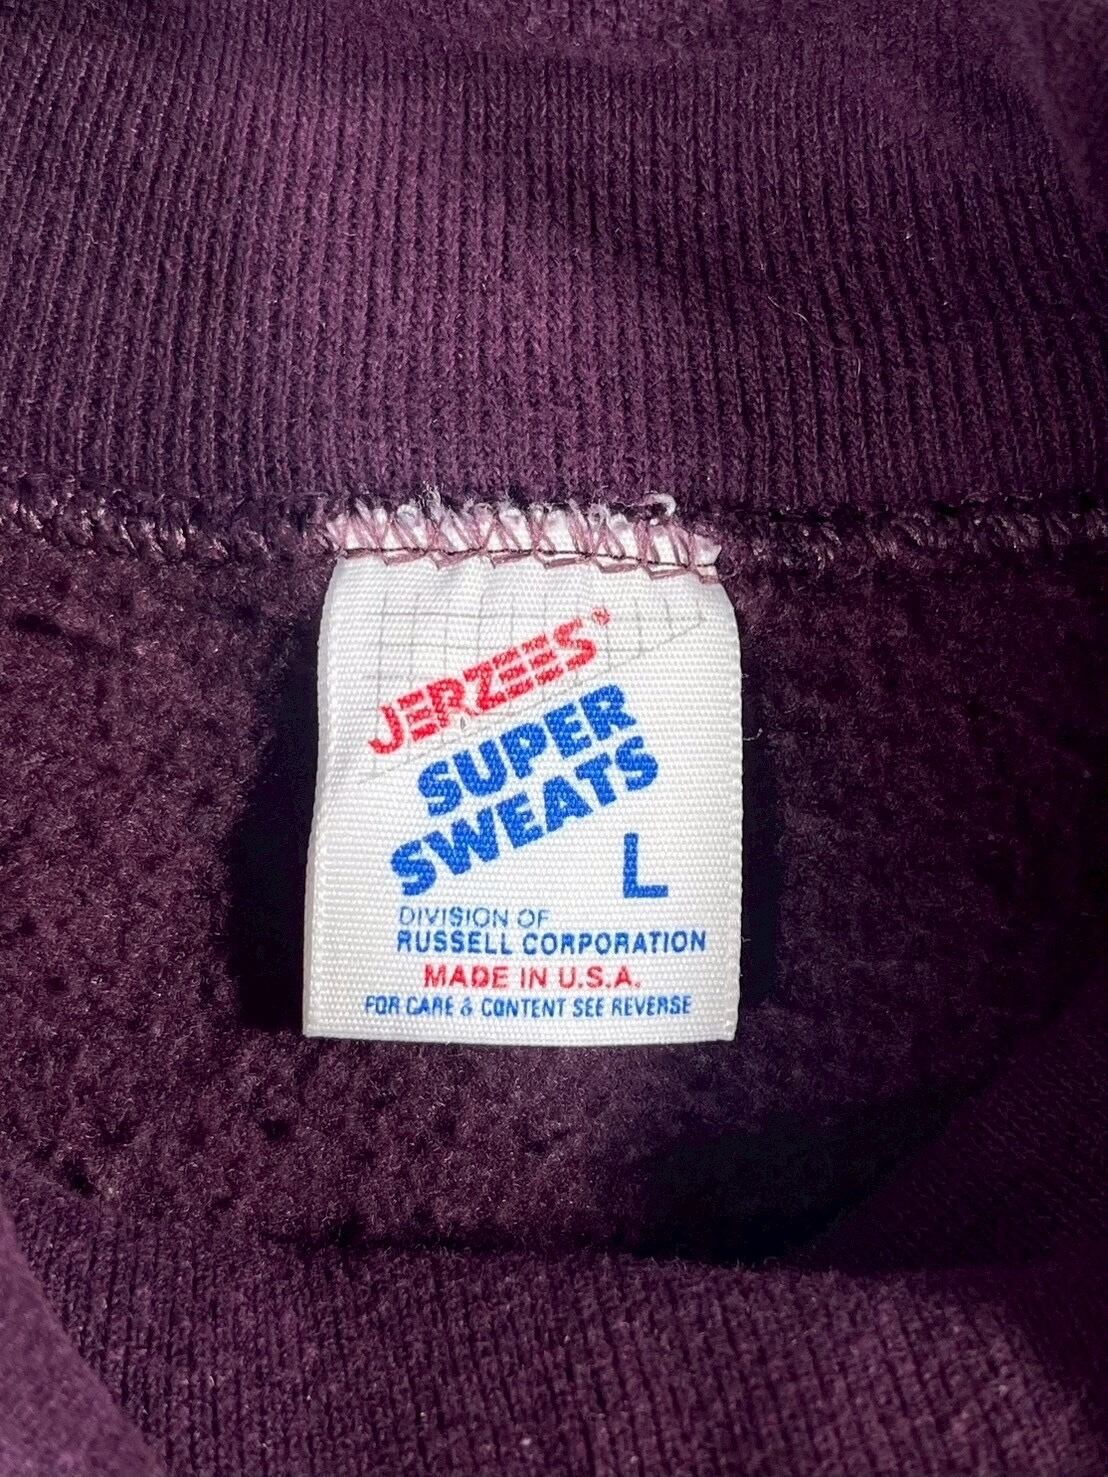 JERZEES®
SUPER
SWEATS
L
DIVISION OF
RUSSELL CORPORATION
MADE IN U.S.A.
FOR CARE & CONTENT SEE REVERSE